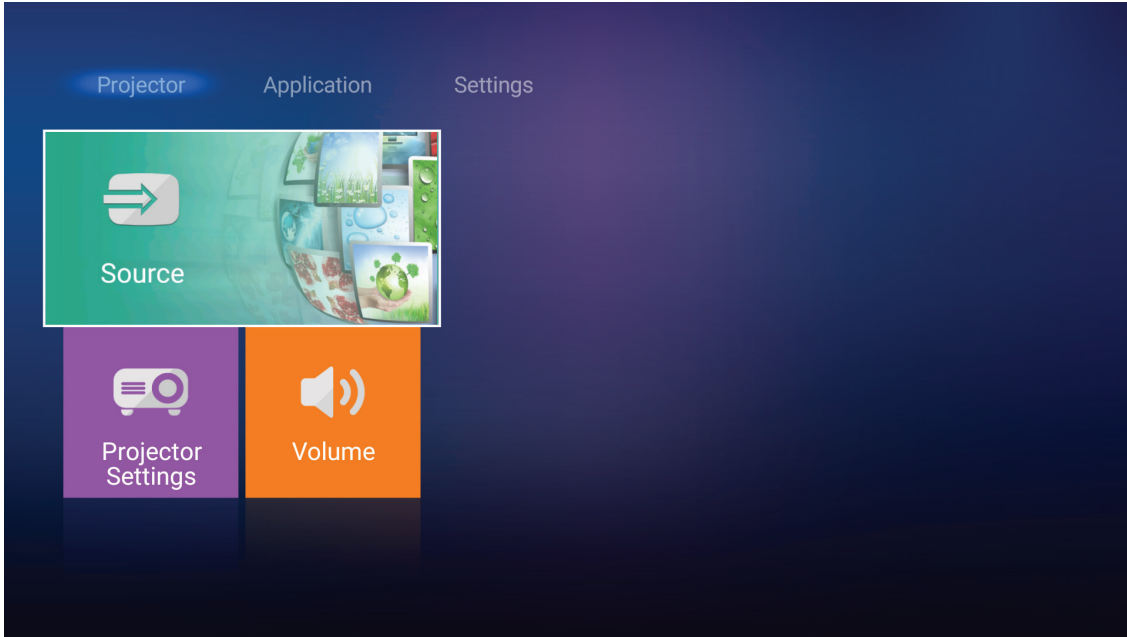 Projector Application Settings
Source
Projector
Settings
Volume